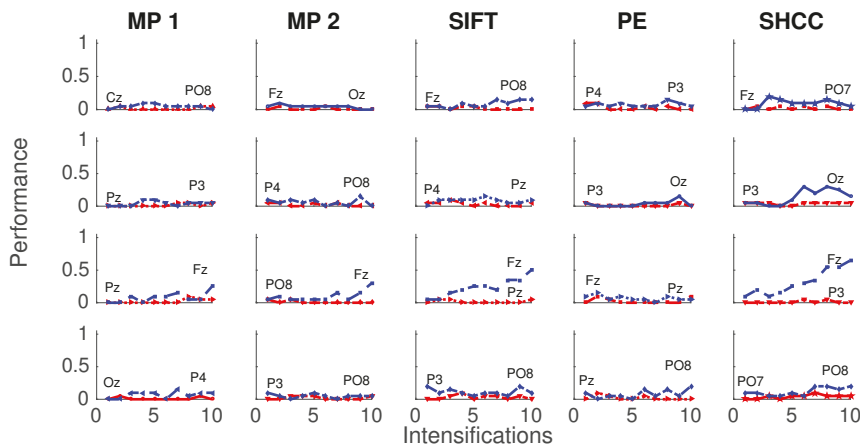 MP 1 MP 2 SIFT PE SHCC
1
0.5
0
Cz PO8
Fz Oz
Fz PO8
P4 P3
Fz PO7
1
0.5
0
Pz P3
P4 PO8
P4 Pz
P3 Oz
P3 Oz
1
0.5
0
Pz Fz
PO8 Fz
Fz
Pz
Fz Pz
Fz
P3
1
0.5
0
Oz P4
P3 PO8
P3 PO8
Pz PO8
PO7 PO8
0 5 10 0 5 10 0 5 10 0 5 10 0 5 10
Performance
Intensifications